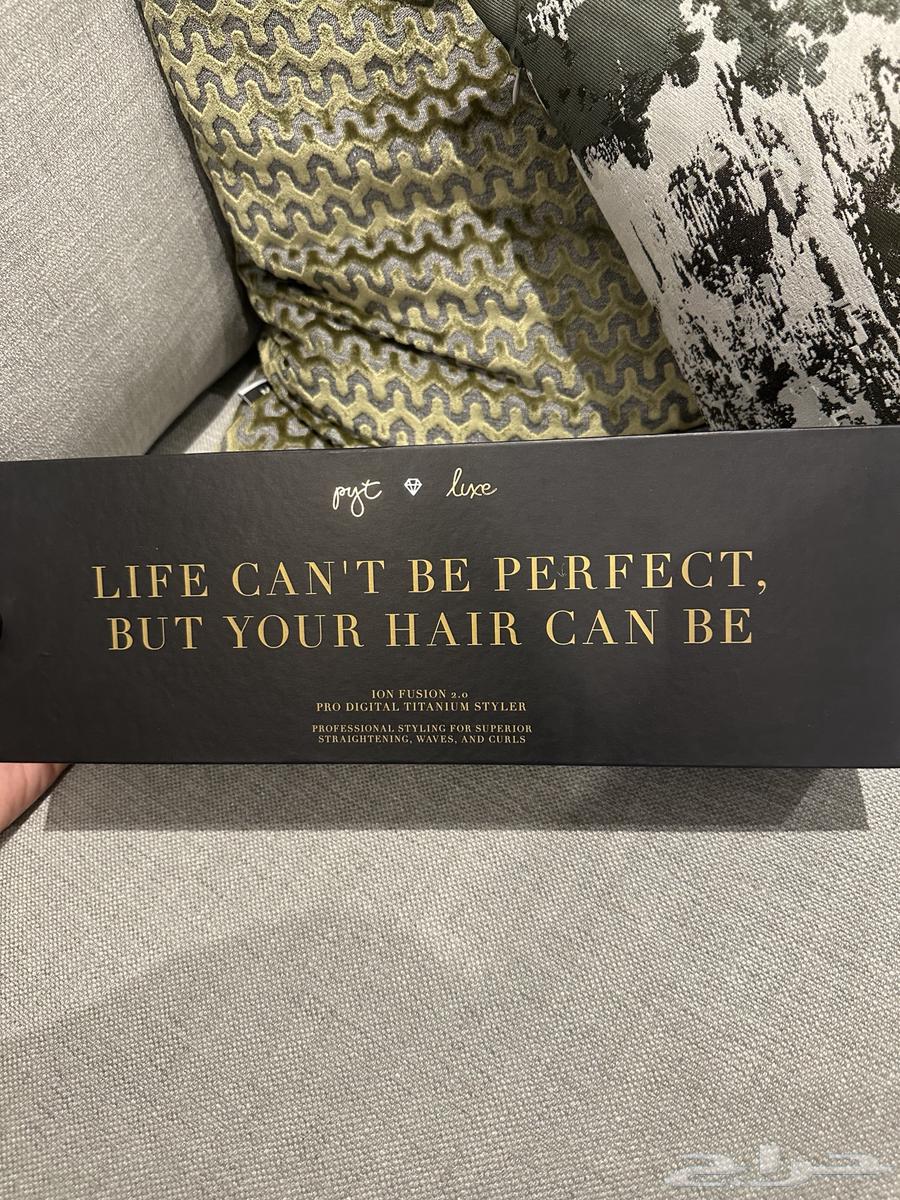 pyt luxe
LIFE CAN'T BE PERFECT,
BUT YOUR HAIR CAN BE
ION FUSION 2.0
PRO DIGITAL TITANIUM STYLER
PROFESSIONAL STYLING FOR SUPERIOR
STRAIGHTENING, WAVES, AND CURLS
حراج